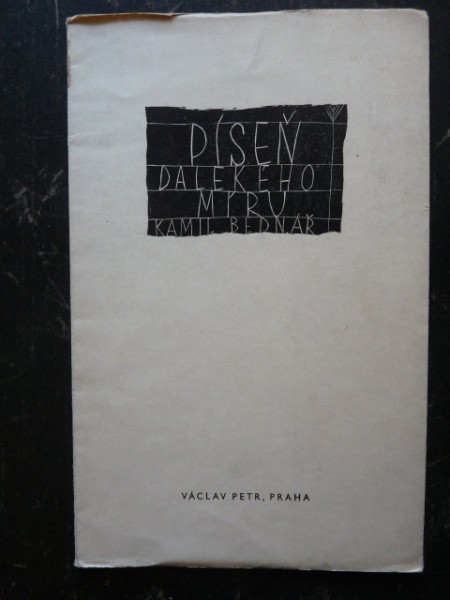 PÍSEŇ
DALEKÉHO
MÍRU
KAMIL BEDNÁŘ
VÁCLAV PETR, PRAHA